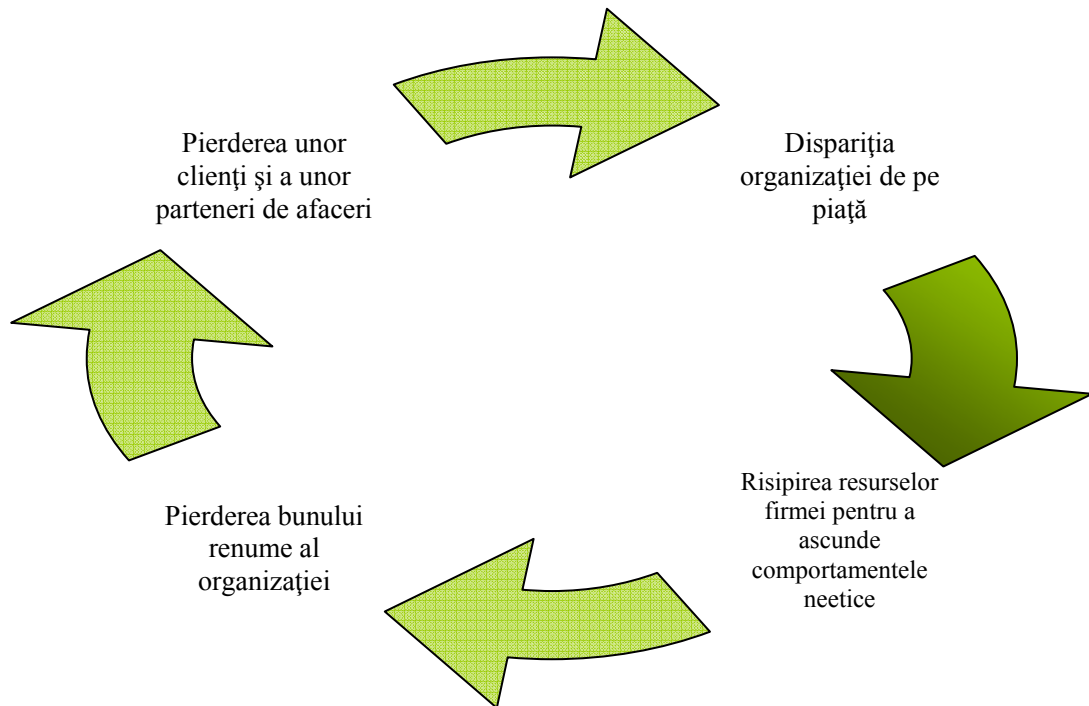 Pierderea unor
clienţi şi a unor
parteneri de afaceri
Dispariţia
organizaţiei de pe
piaţă
Risipirea resurselor
firmei pentru a
ascunde
comportamentele
neetice
Pierderea bunului
renume al
organizaţiei